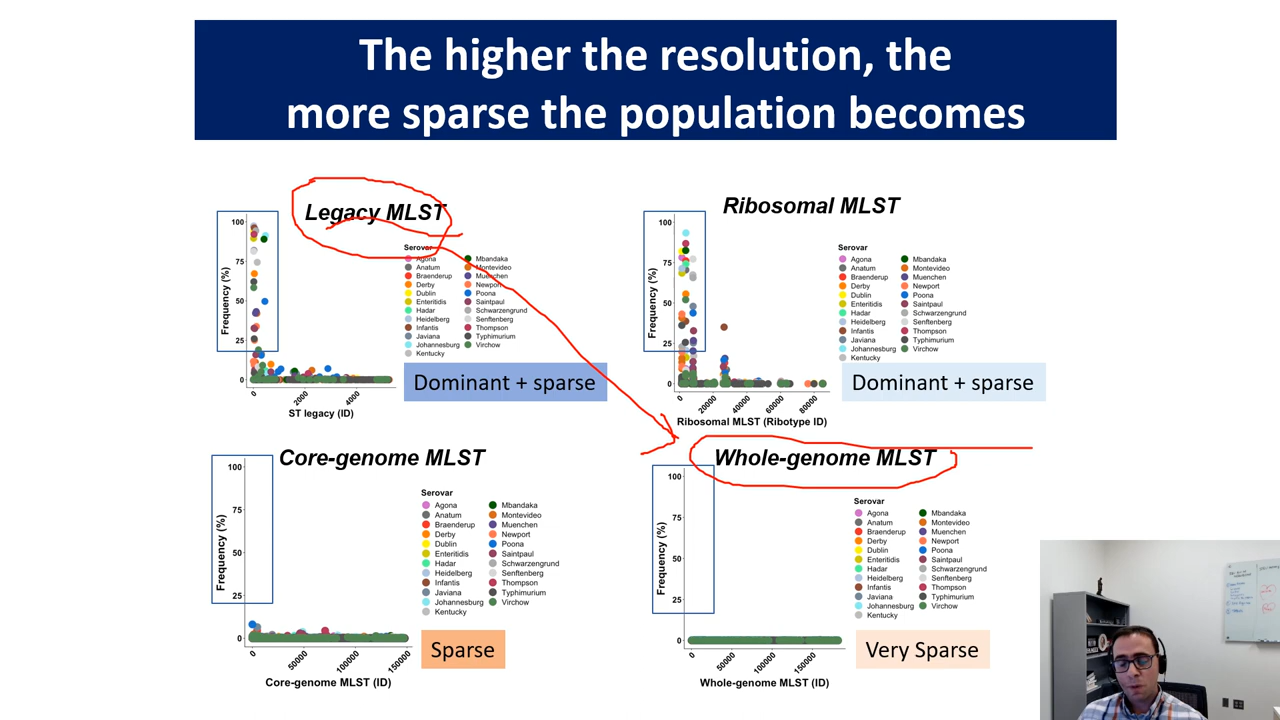 The higher the resolution, the
more sparse the population becomes
Legacy MLST
Frequency (%)
100
75
50
25
0
0
2000
4000
ST legacy (ID)
Serovar
Agona
Anatum
Braenderup
Derby
Dublin
Enteritidis
Hadar
Heidelberg
Infantis
Javiana
Johannesburg
Kentucky
Mbandaka
Montevideo
Muenchen
Newport
Poona
Saintpaul
Schwarzengrund
Senftenberg
Thompson
Typhimurium
Virchow
Dominant + sparse
Ribosomal MLST
Frequency (%)
100
75
50
25
0
0
20000
40000
60000
80000
Ribosomal MLST (Ribotype ID)
Serovar
Agona
Anatum
Braenderup
Derby
Dublin
Enteritidis
Hadar
Heidelberg
Infantis
Javiana
Johannesburg
Kentucky
Mbandaka
Montevideo
Muenchen
Newport
Poona
Saintpaul
Schwarzengrund
Senftenberg
Thompson
Typhimurium
Virchow
Dominant + sparse
Core-genome MLST
Frequency (%)
100
75
50
25
0
0
50000
100000
150000
Core-genome MLST (ID)
Serovar
Agona
Anatum
Braenderup
Derby
Dublin
Enteritidis
Hadar
Heidelberg
Infantis
Javiana
Johannesburg
Kentucky
Mbandaka
Montevideo
Muenchen
Newport
Poona
Saintpaul
Schwarzengrund
Senftenberg
Thompson
Typhimurium
Virchow
Sparse
Whole-genome MLST
Frequency (%)
100
75
50
25
0
0
50000
100000
150000
Whole-genome MLST (ID)
Serovar
Agona
Anatum
Braenderup
Derby
Dublin
Enteritidis
Hadar
Heidelberg
Infantis
Javiana
Johannesburg
Kentucky
Mbandaka
Montevideo
Muenchen
Newport
Poona
Saintpaul
Schwarzengrund
Senftenberg
Thompson
Typhimurium
Virchow
Very Sparse